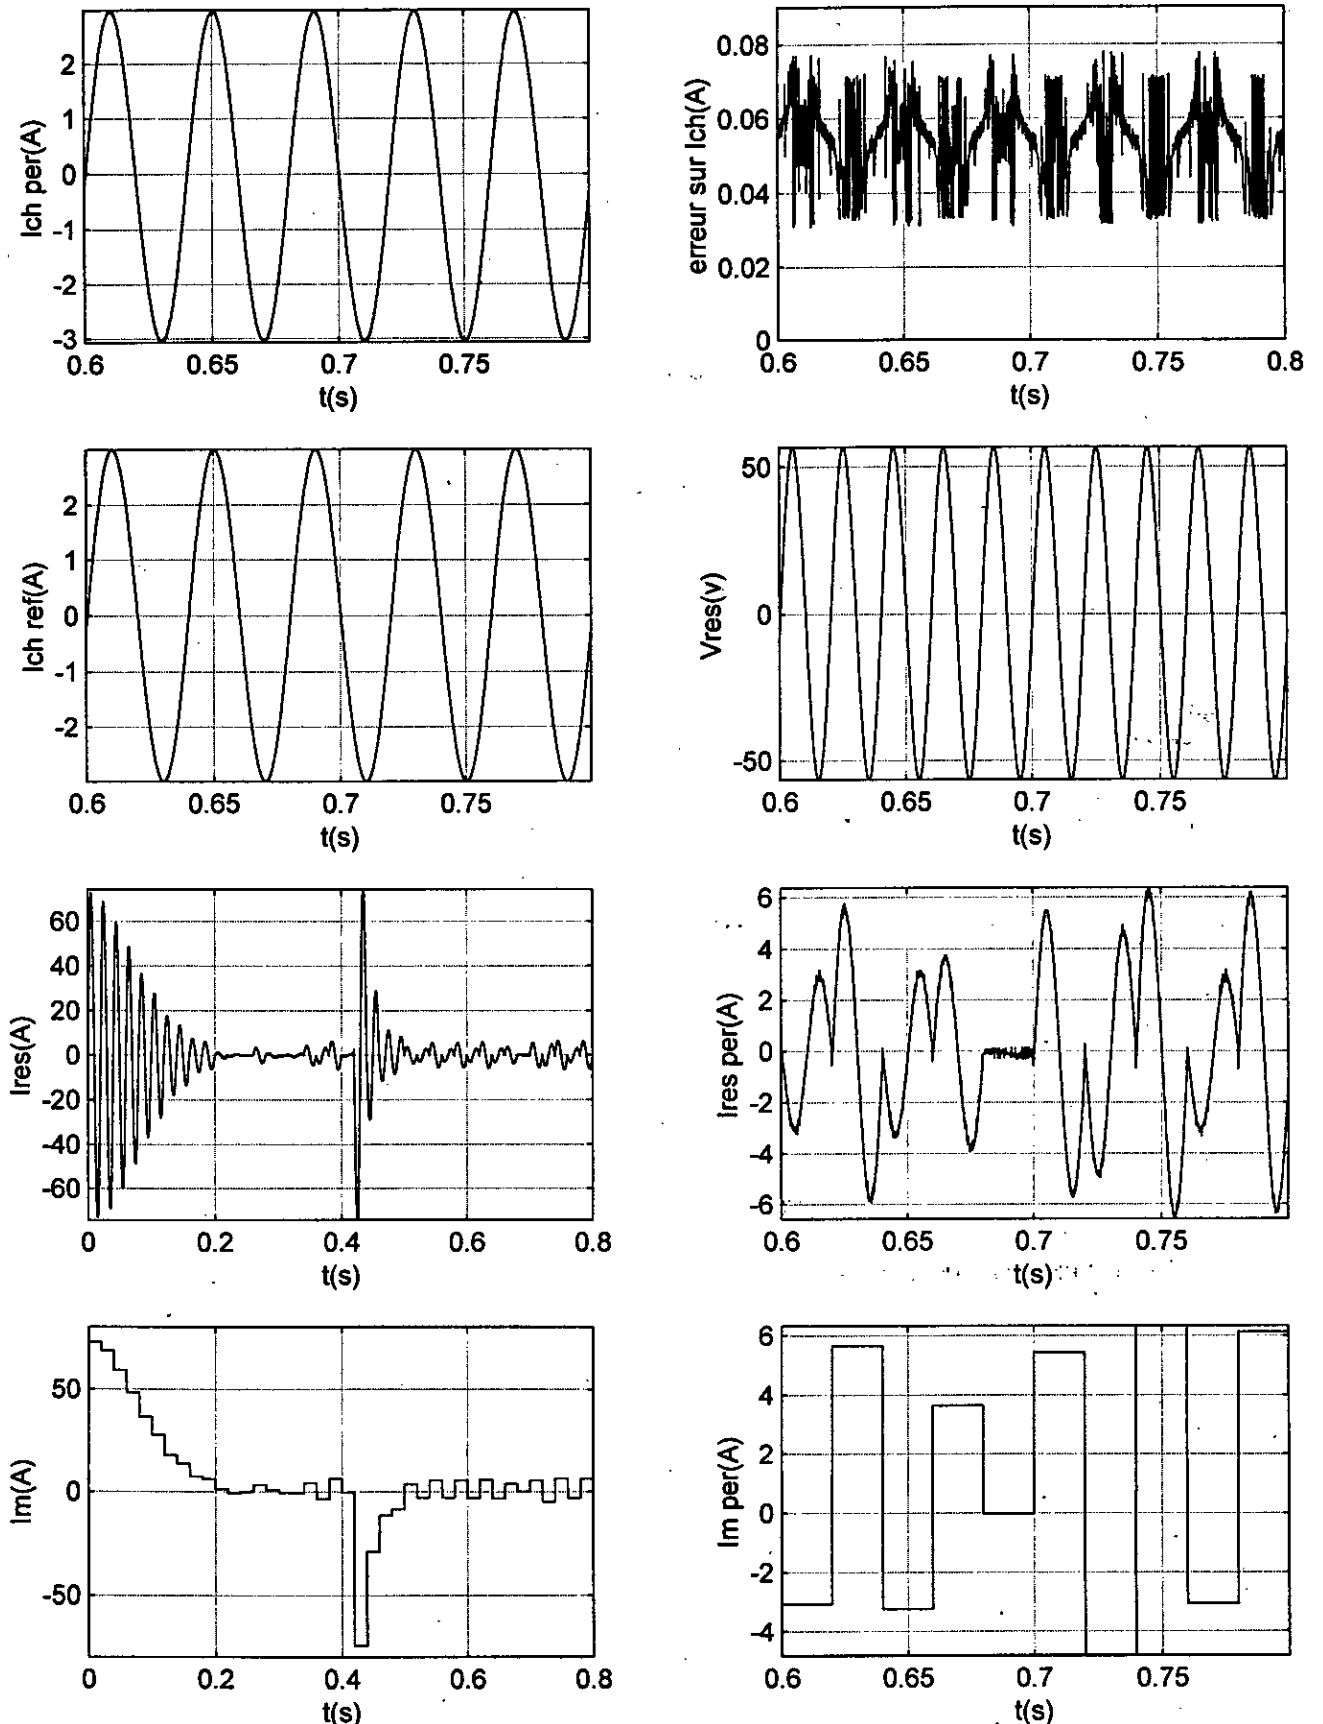 Ich per(A)
2
1
0
-1
-2
-3
0.6 0.65 0.7 0.75
t(s)
erreur sur Ich(A)
0.08
0.06
0.04
0.02
0
0.6 0.65 0.7 0.75 0.8
t(s)
Ich ref(A)
2
1
0
-1
-2
0.6 0.65 0.7 0.75
t(s)
Vres(v)
50
0
-50
0.6 0.65 0.7 0.75
t(s)
Ires(A)
60
40
20
0
-20
-40
-60
0 0.2 0.4 0.6 0.8
t(s)
Ires per(A)
6
4
2
0
-2
-4
-6
0.6 0.65 0.7 0.75
t(s)
Im(A)
50
0
-50
0 0.2 0.4 0.6 0.8
t(s)
Im per(A)
6
4
2
0
-2
-4
0.6 0.65 0.7 0.75
t(s)